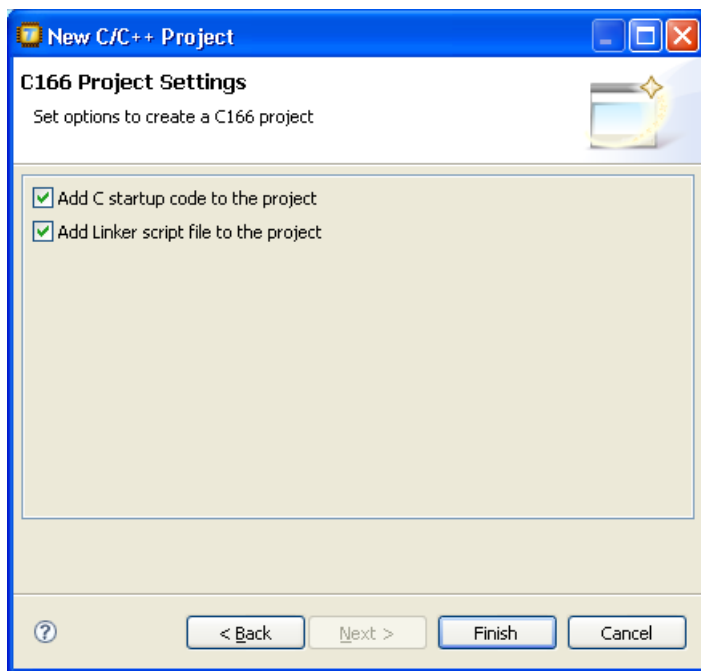 New C/C++ Project
C166 Project Settings
Set options to create a C166 project
Add C startup code to the project
Add Linker script file to the project
?
< Back
Next >
Finish
Cancel